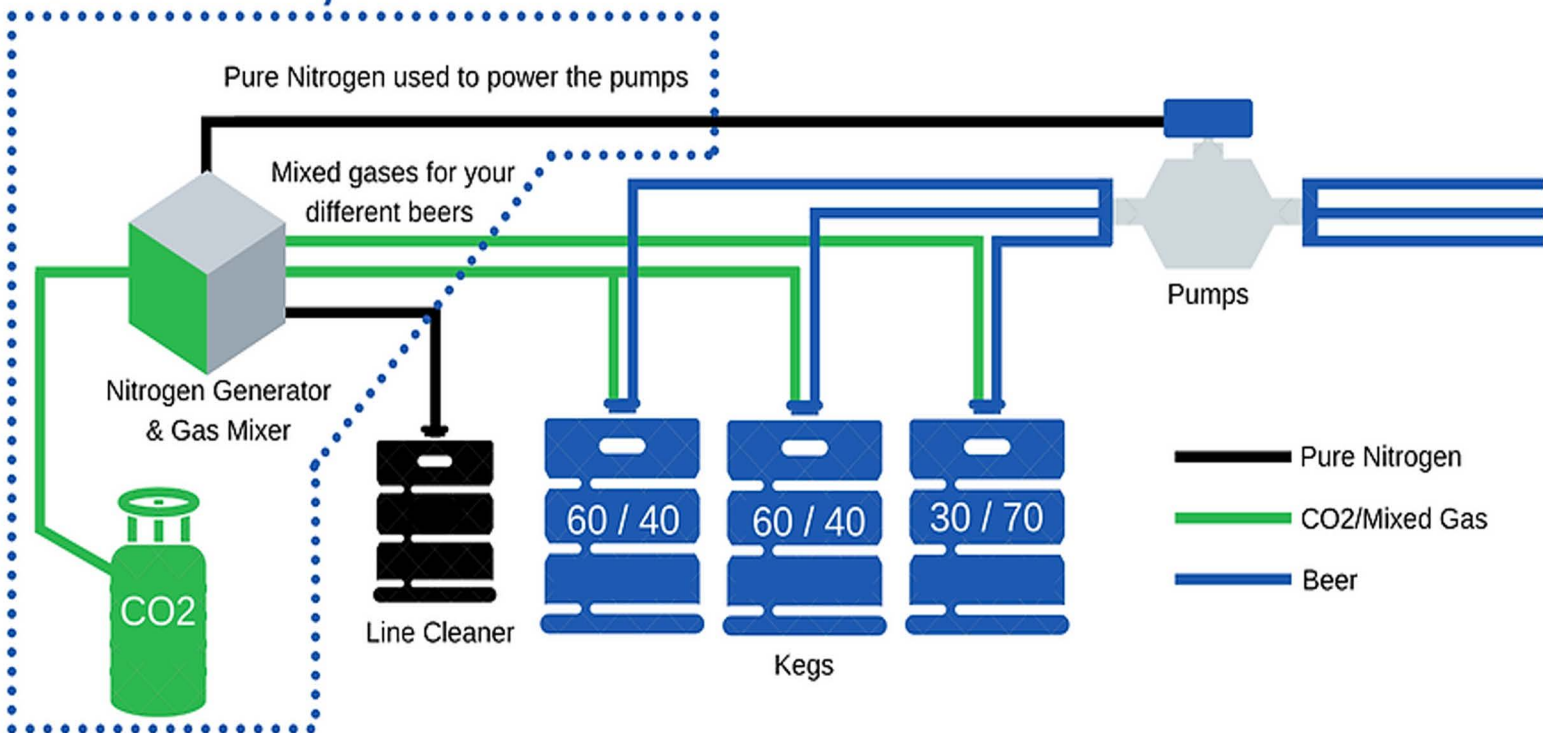 Pure Nitrogen used to power the pumps
Mixed gases for your
different beers
Pumps
Nitrogen Generator
& Gas Mixer
CO2
Line Cleaner
60 / 40
60 / 40
30 / 70
Kegs
Pure Nitrogen
CO2/Mixed Gas
Beer